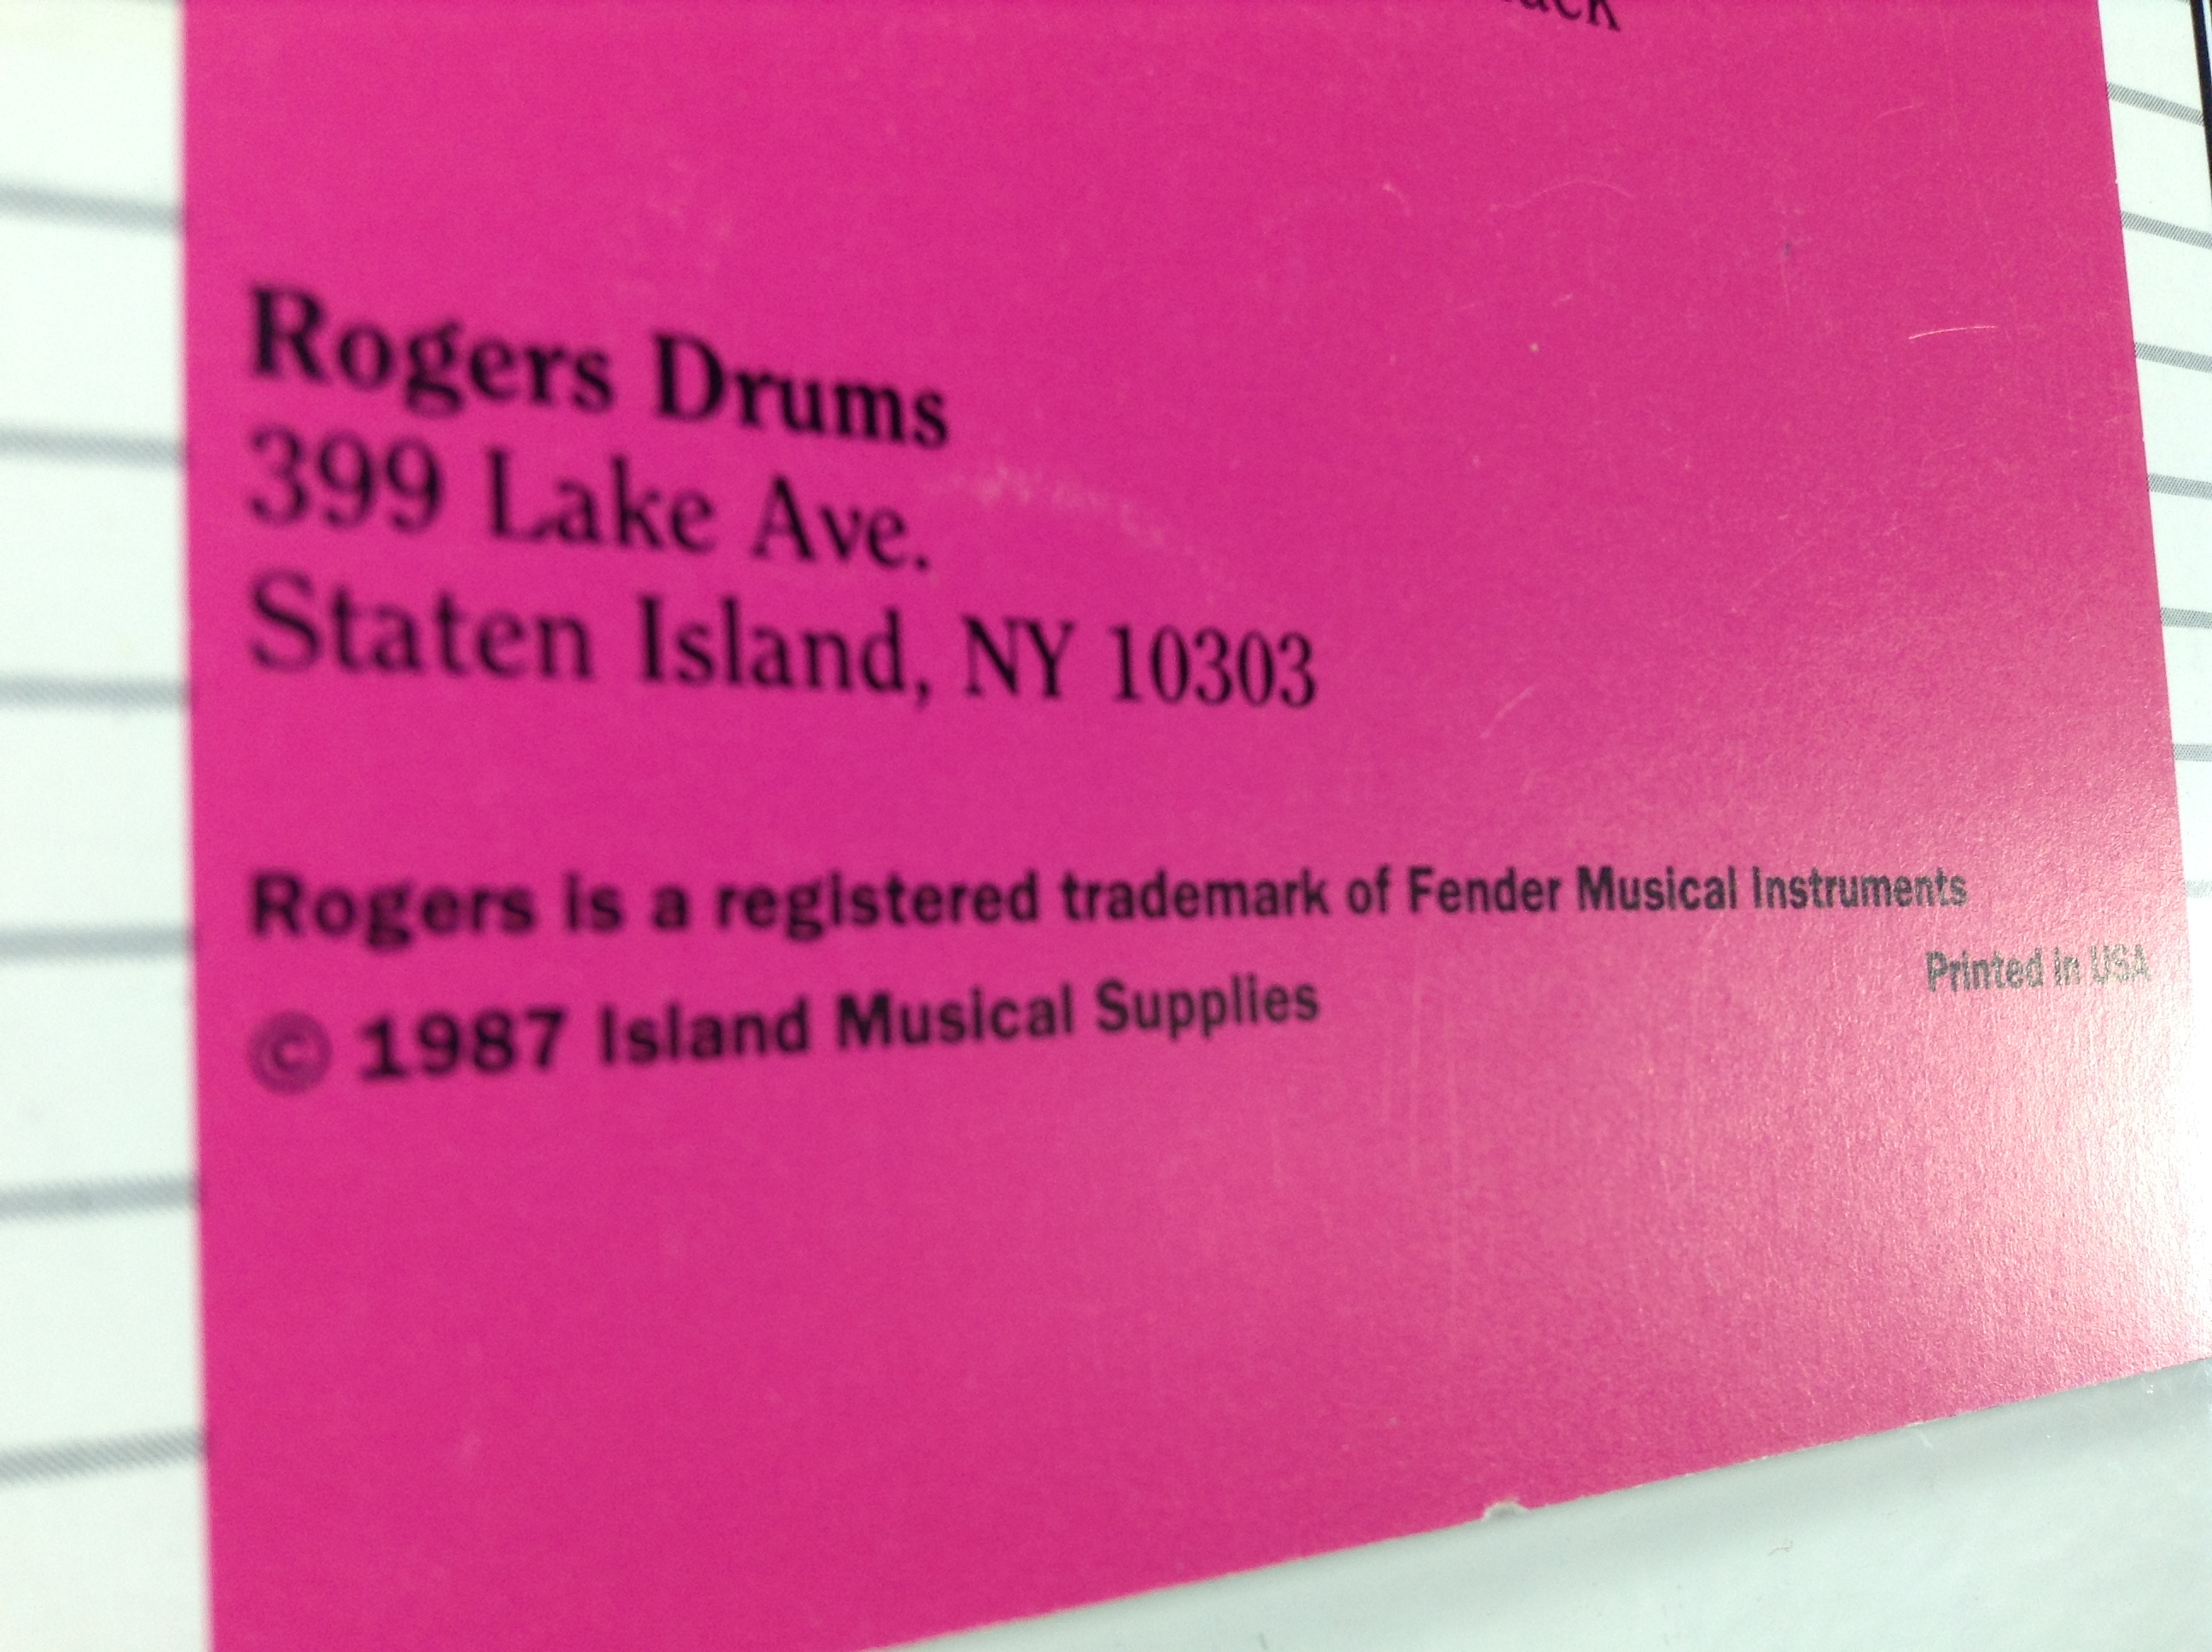 Rogers Drums
399 Lake Ave.
Staten Island, NY 10303
Rogers is a registered trademark of Fender Musical Instruments
Printed in USA
© 1987 Island Musical Supplies